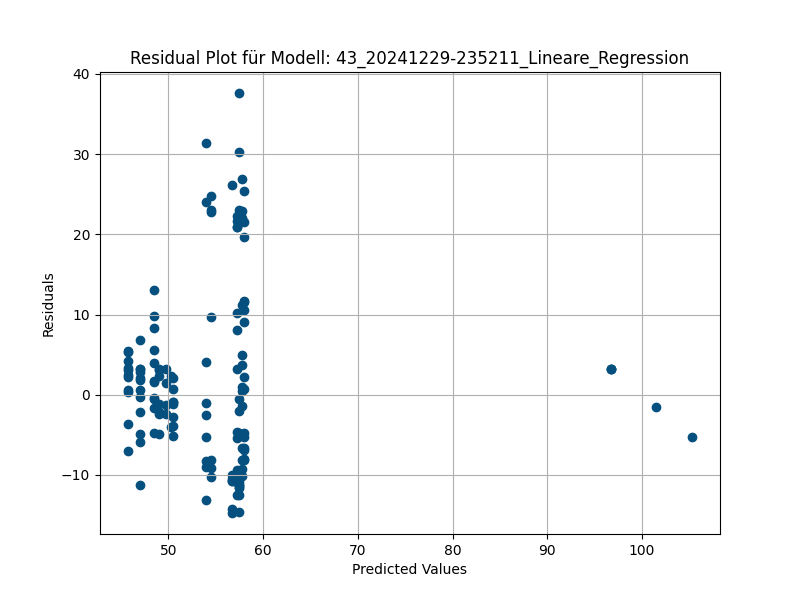 Residual Plot für Modell: 43_20241229-235211_Lineare_Regression
40
30
20
10
0
−10
Residuals
50 60 70 80 90 100
Predicted Values